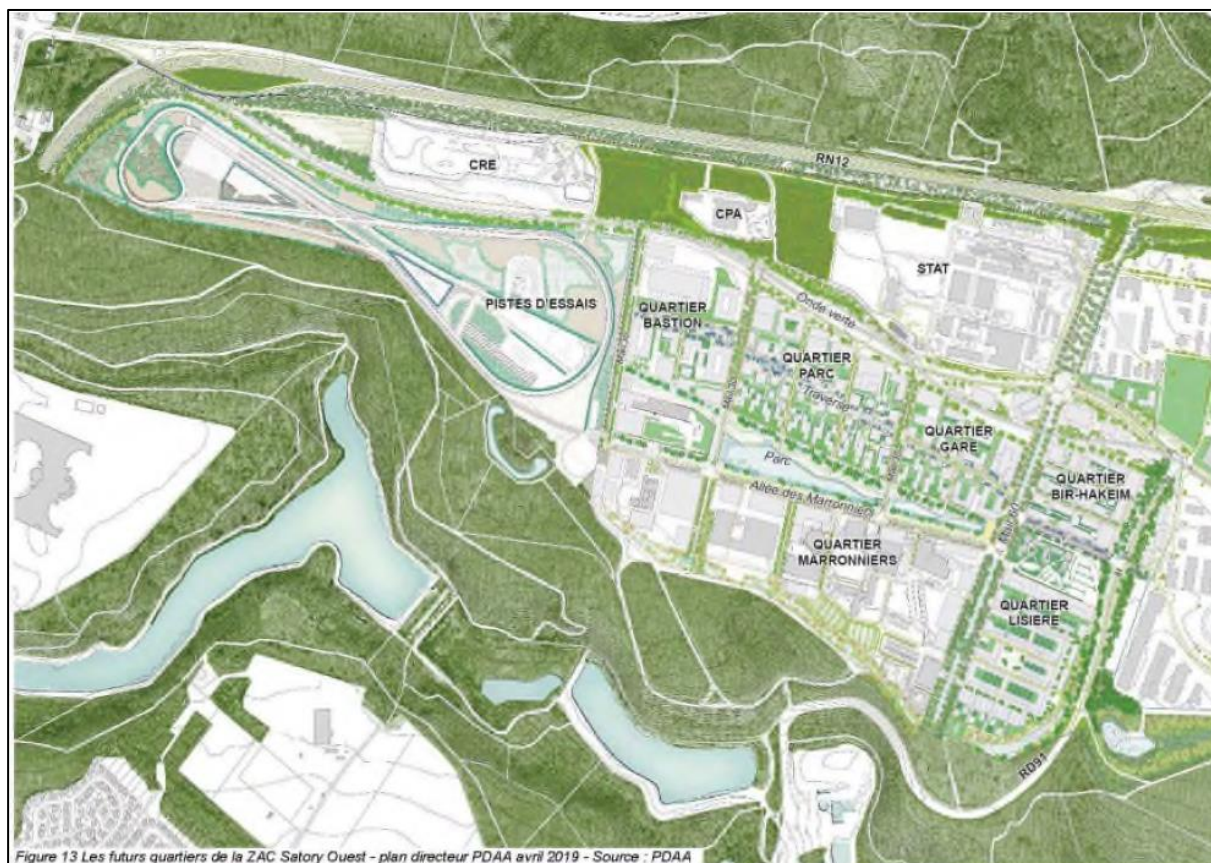 RN12
CRE
CPA
STAT
PISTES D'ESSAIS
QUARTIER
BASTION
Onde verte
QUARTIER
PARC
"Traverse"
QUARTIER
GARE
Parc
QUARTIER
BIR-HAKEIM
Allée des Marronniers
QUARTIER
MARRONNIERS
QUARTIER
LISIERE
RD91
Figure 13 Les futurs quartiers de la ZAC Satory Ouest - plan directeur PDAA avril 2019 - Source : PDAA